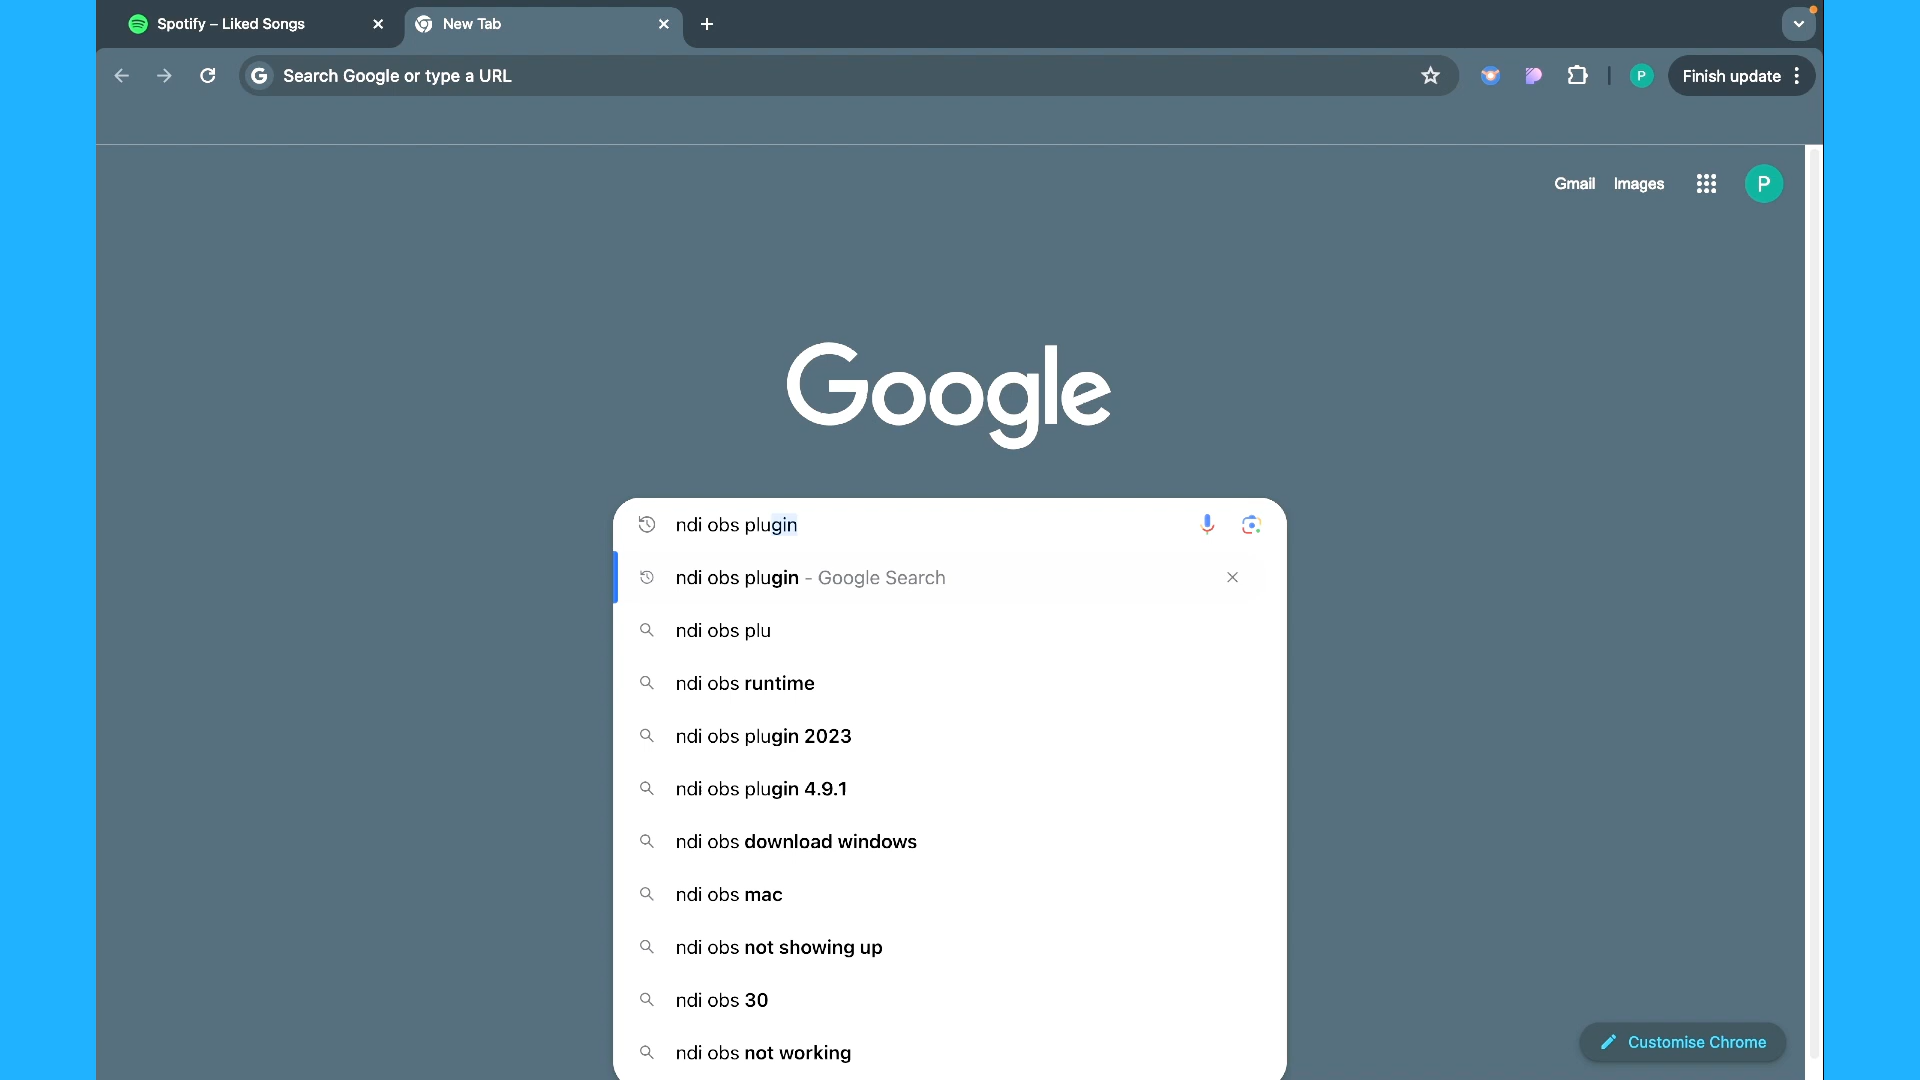 Spotify – Liked Songs
New Tab
Search Google or type a URL
P
Finish update
Gmail
Images
P
Google
ndi obs plugin
ndi obs plugin - Google Search
ndi obs plu
ndi obs runtime
ndi obs plugin 2023
ndi obs plugin 4.9.1
ndi obs download windows
ndi obs mac
ndi obs not showing up
ndi obs 30
ndi obs not working
Customise Chrome